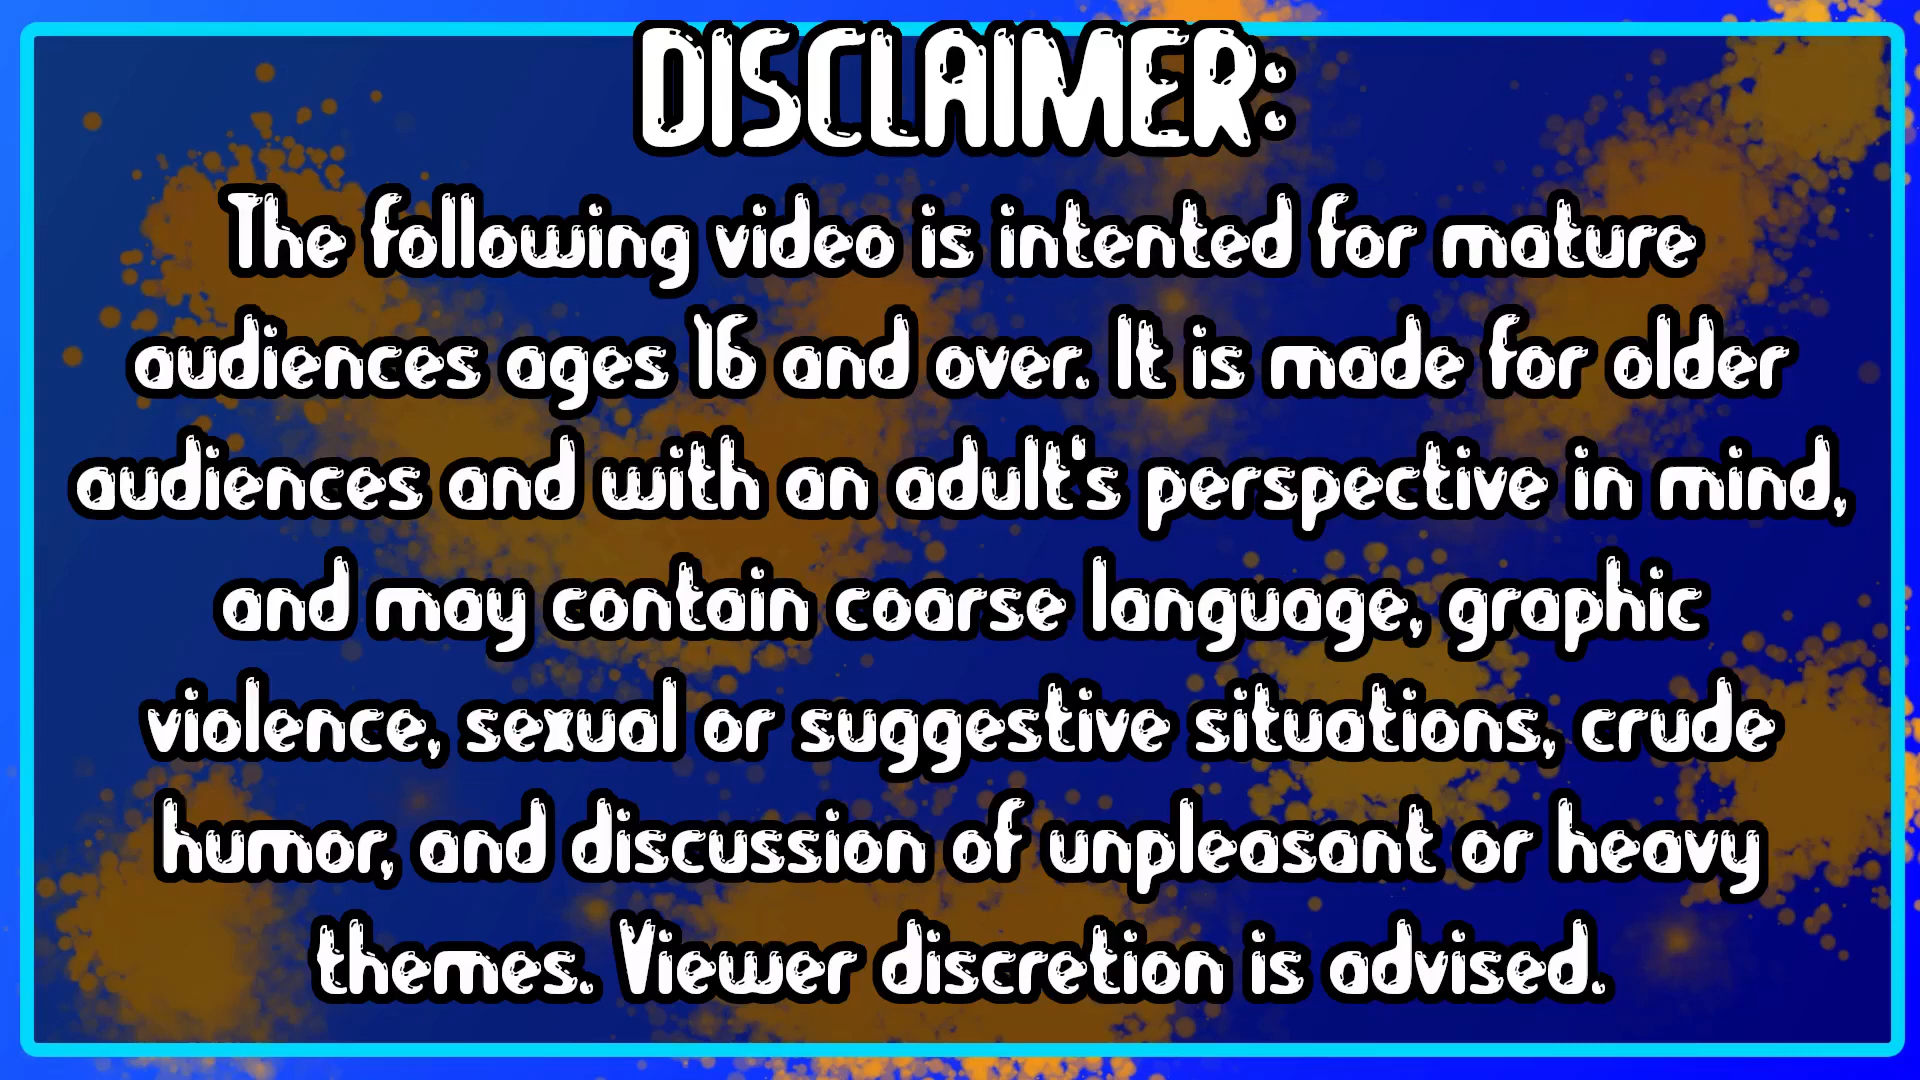 DISCLAIMER:
The following video is intented for mature
audiences ages 16 and over. It is made for older
audiences and with an adult's perspective in mind,
and may contain coarse language, graphic
violence, sexual or suggestive situations, crude
humor, and discussion of unpleasant or heavy
themes. Viewer discretion is advised.